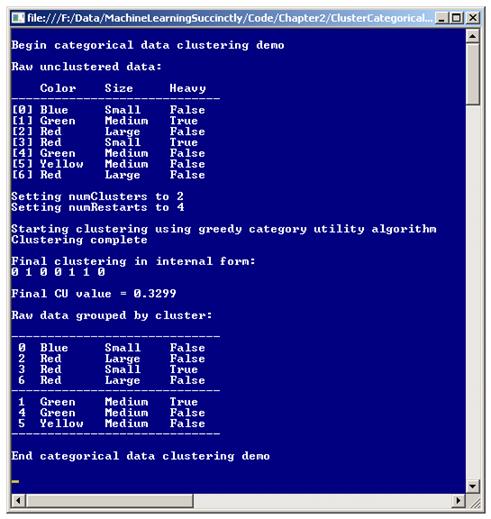 file:///F:/Data/MachineLearningSuccinctly/Code/Chapter2/ClusterCategorical...
Begin categorical data clustering demo
Raw unclustered data:
Color Size Heavy
------------------------------
[0] Blue Small False
[1] Green Medium True
[2] Red Large False
[3] Red Small True
[4] Green Medium False
[5] Yellow Medium False
[6] Red Large False
Setting numClusters to 2
Setting numRestarts to 4
Starting clustering using greedy category utility algorithm
Clustering complete
Final clustering in internal form:
0 1 0 0 1 1 0
Final CU value = 0.3299
Raw data grouped by cluster:
------------------------------
0 Blue Small False
2 Red Large False
3 Red Small True
6 Red Large False
------------------------------
1 Green Medium True
4 Green Medium False
5 Yellow Medium False
------------------------------
End categorical data clustering demo